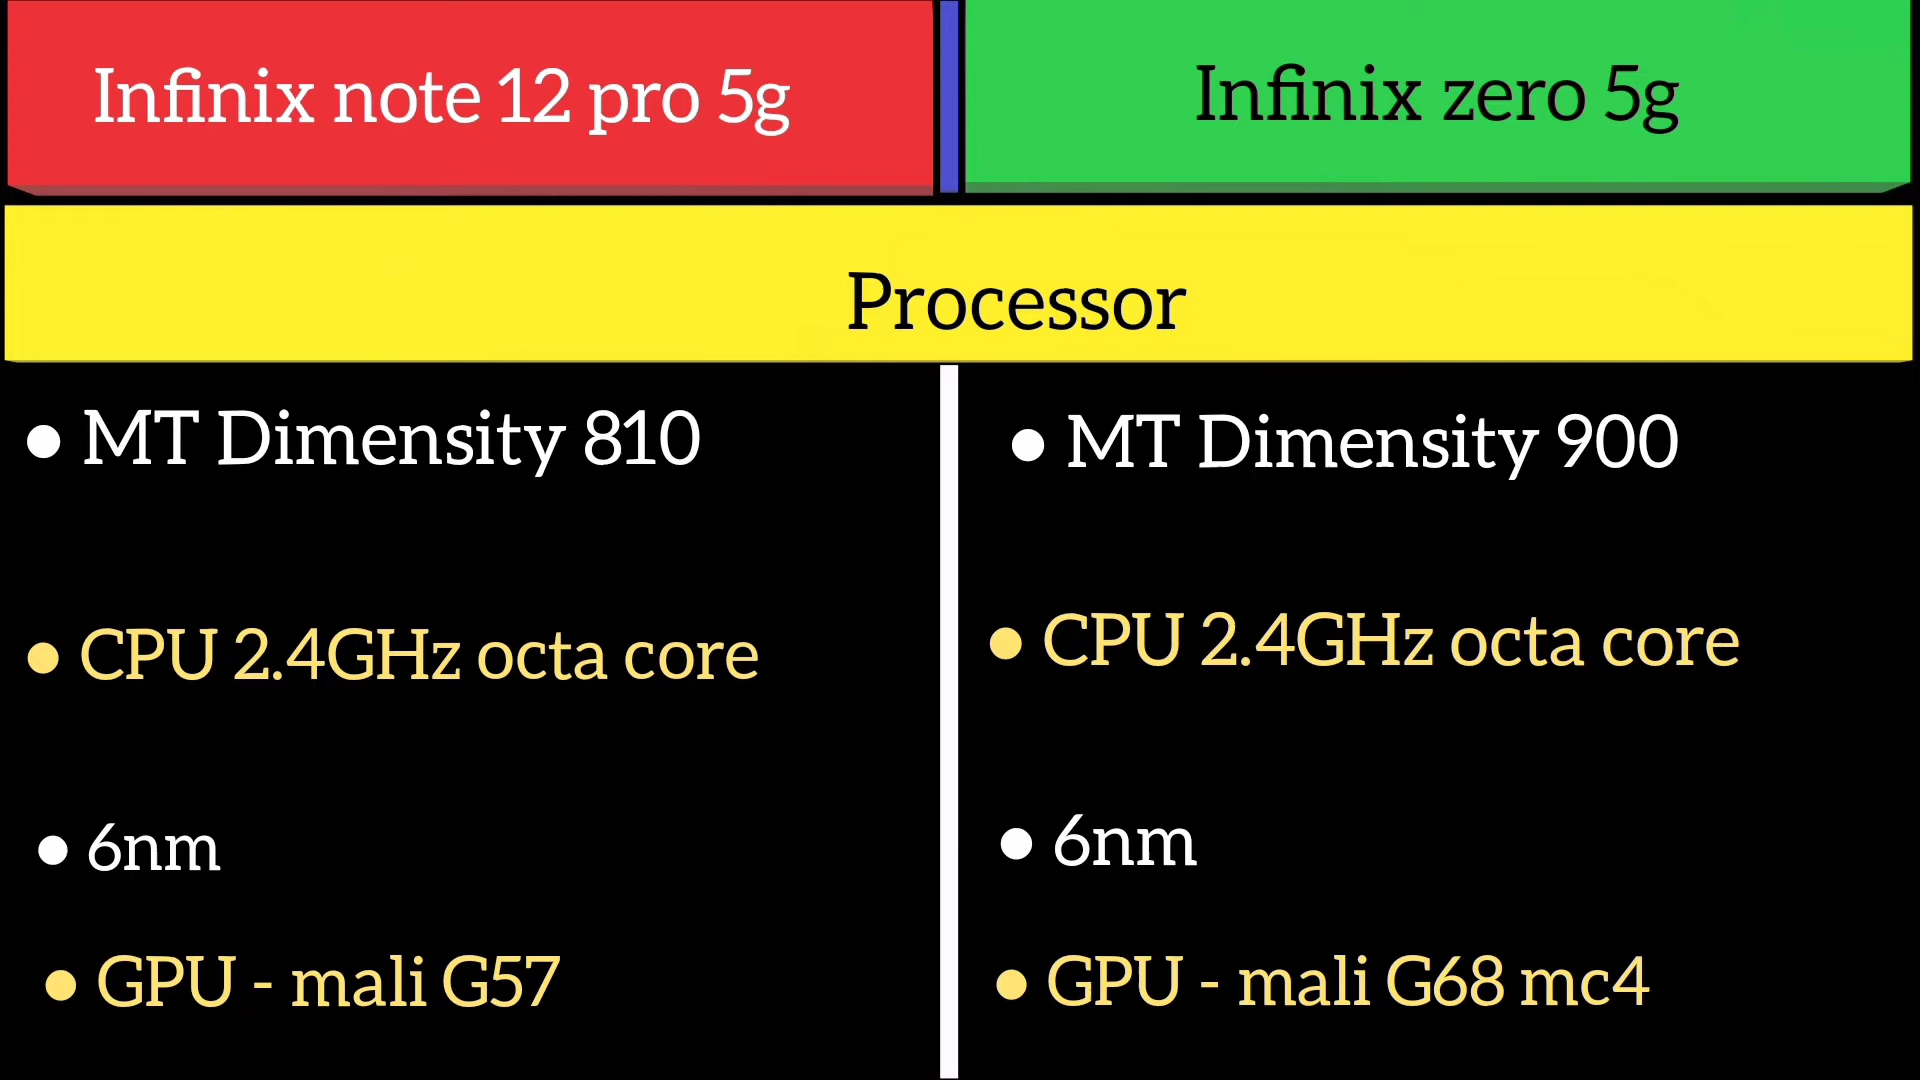 Infinix note 12 pro 5g
Infinix zero 5g
Processor
● MT Dimensity 810
● MT Dimensity 900
● CPU 2.4GHz octa core
● CPU 2.4GHz octa core
● 6nm
● 6nm
● GPU - mali G57
● GPU - mali G68 mc4